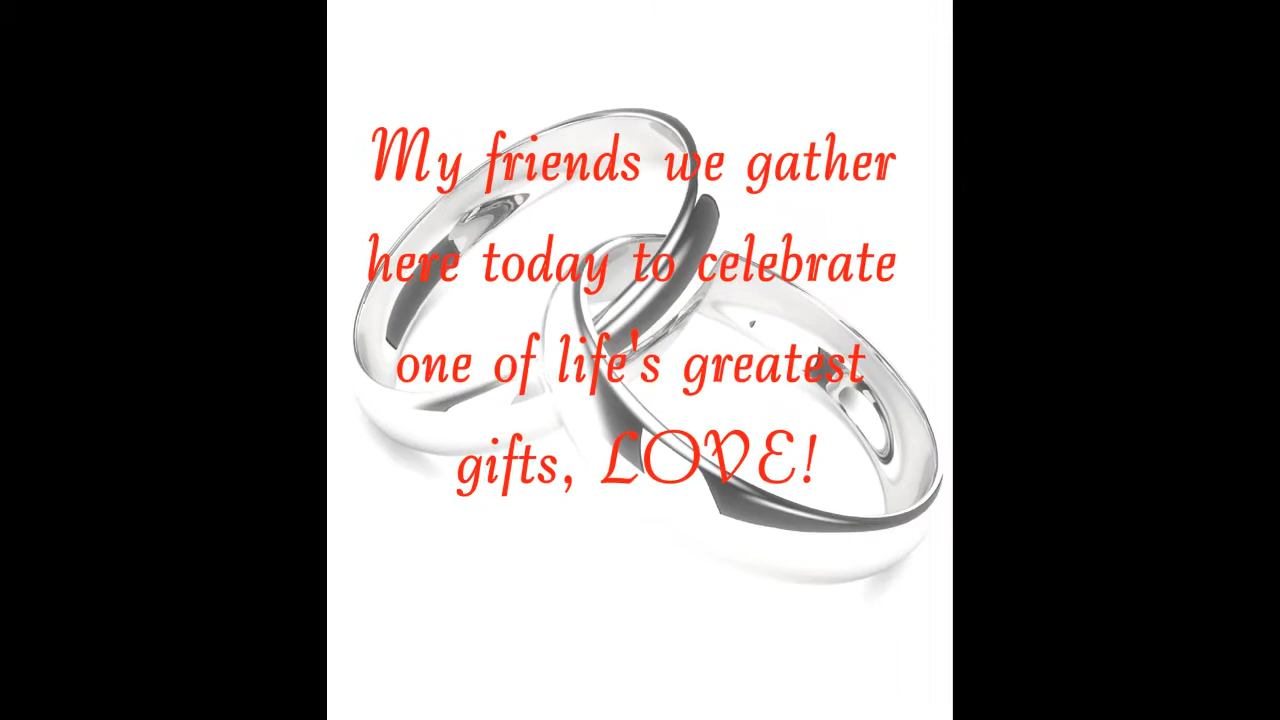 My friends we gather
here today to celebrate
one of life's greatest
gifts, LOVE!